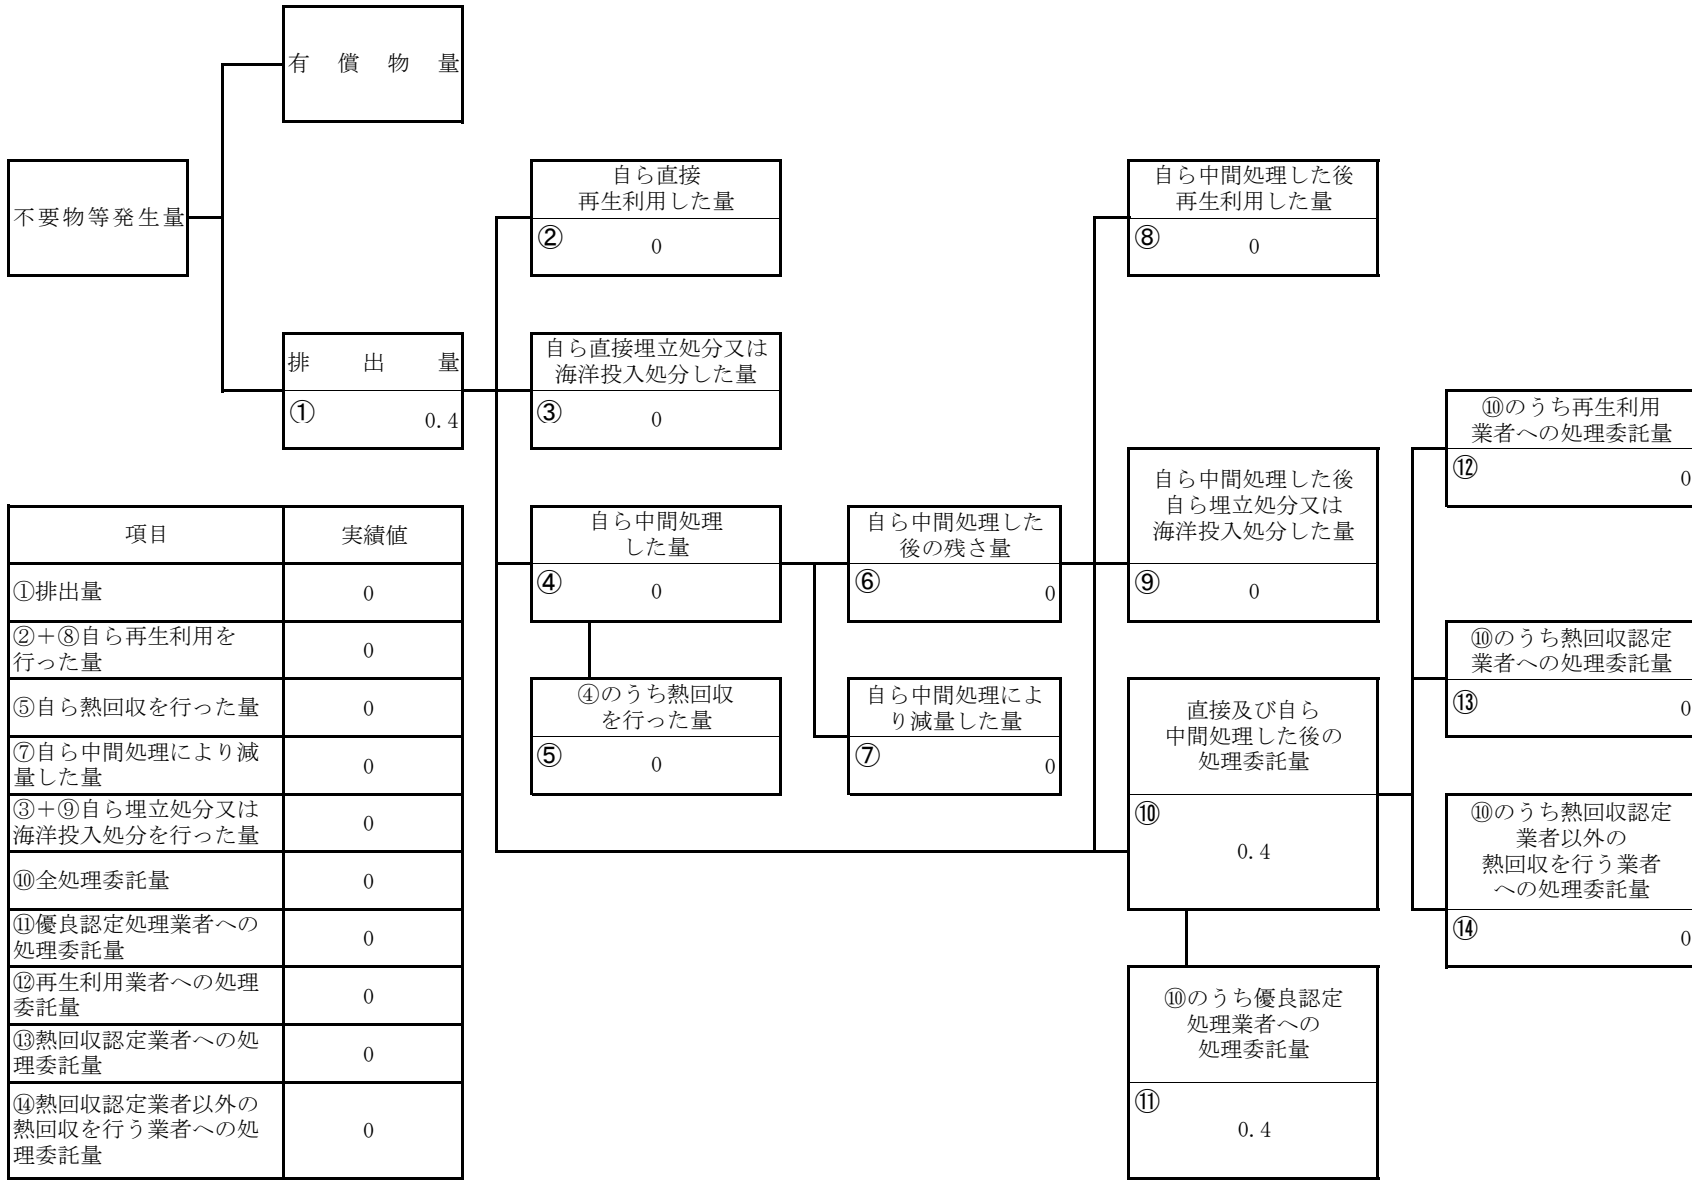 有償物量
不要物等発生量
排出量
① 0.4
自ら直接
再生利用した量
② 0
自ら直接埋立処分又は
海洋投入処分した量
③ 0
自ら中間処理
した量
④ 0
④のうち熱回収
を行った量
⑤ 0
自ら中間処理した
後の残さ量
⑥ 0
自ら中間処理によ
り減量した量
⑦ 0
自ら中間処理した後
再生利用した量
⑧ 0
自ら中間処理した後
自ら埋立処分又は
海洋投入処分した量
⑨ 0
直接及び自ら
中間処理した後の
処理委託量
⑩
0.4
⑩のうち優良認定
処理業者への
処理委託量
⑪
0.4
⑩のうち再生利用
業者への処理委託量
⑫ 0
⑩のうち熱回収認定
業者への処理委託量
⑬ 0
⑩のうち熱回収認定
業者以外の
熱回収を行う業者
への処理委託量
⑭ 0
項目 実績値
①排出量 0
②+⑧自ら再生利用を
行った量 0
⑤自ら熱回収を行った量 0
⑦自ら中間処理により減
量した量 0
③+⑨自ら埋立処分又は
海洋投入処分を行った量 0
⑩全処理委託量 0
⑪優良認定処理業者への
処理委託量 0
⑫再生利用業者への処理
委託量 0
⑬熱回収認定業者への処
理委託量 0
⑭熱回収認定業者以外の
熱回収を行う業者への処
理委託量 0